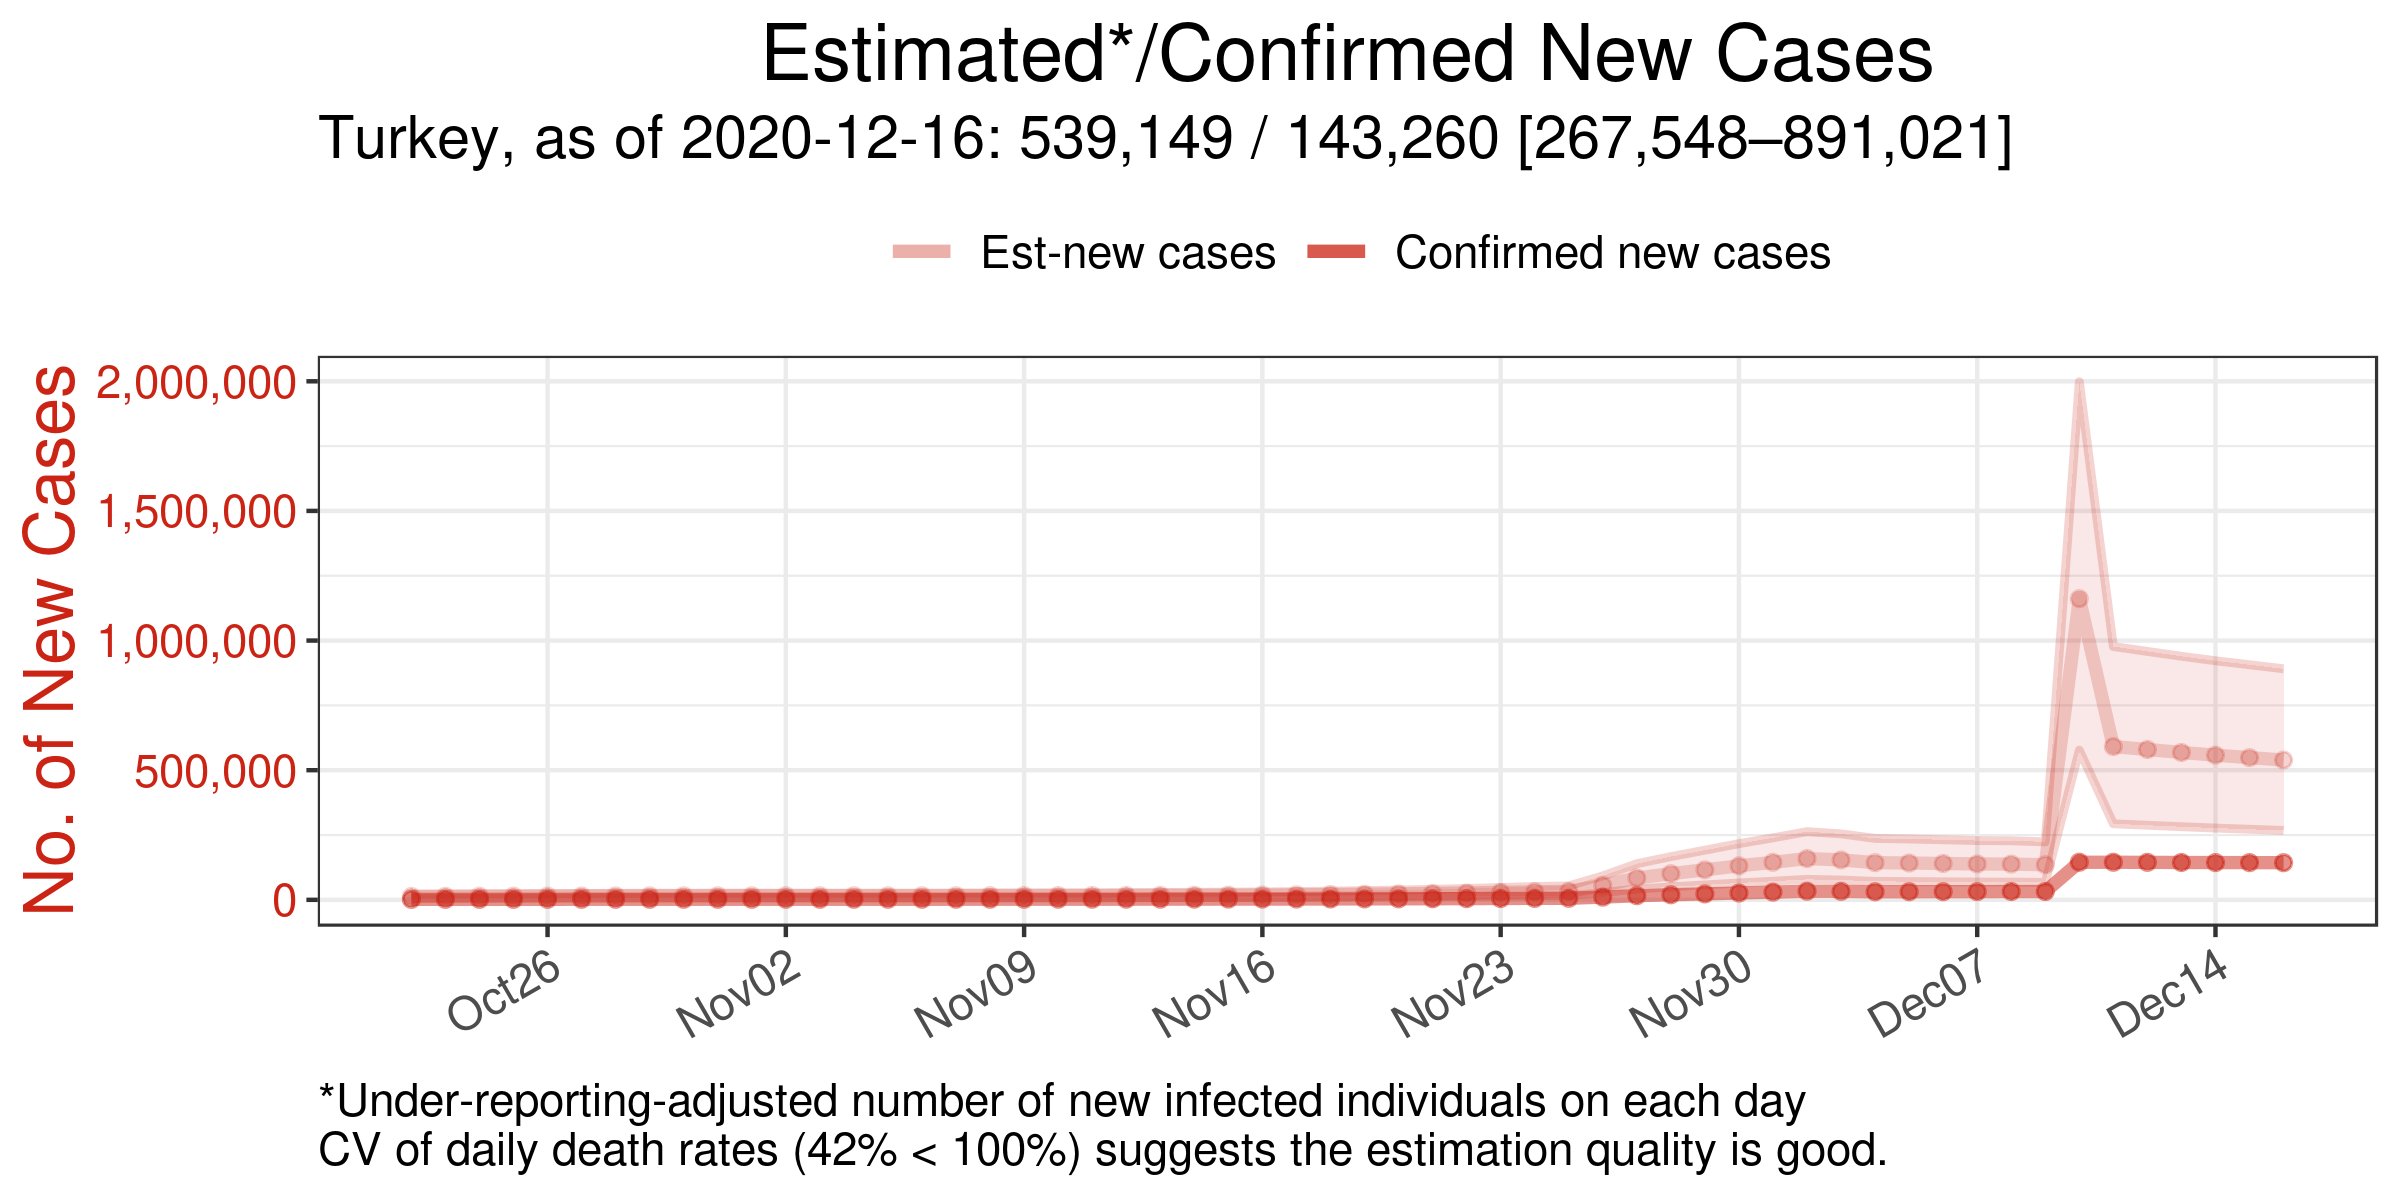 Estimated*/Confirmed New Cases
Turkey, as of 2020-12-16: 539,149 / 143,260 [267,548–891,021]
Est-new cases
Confirmed new cases
No. of New Cases
2,000,000
1,500,000
1,000,000
500,000
0
Oct26
Nov02
Nov09
Nov16
Nov23
Nov30
Dec07
Dec14
*Under-reporting-adjusted number of new infected individuals on each day
CV of daily death rates (42% < 100%) suggests the estimation quality is good.